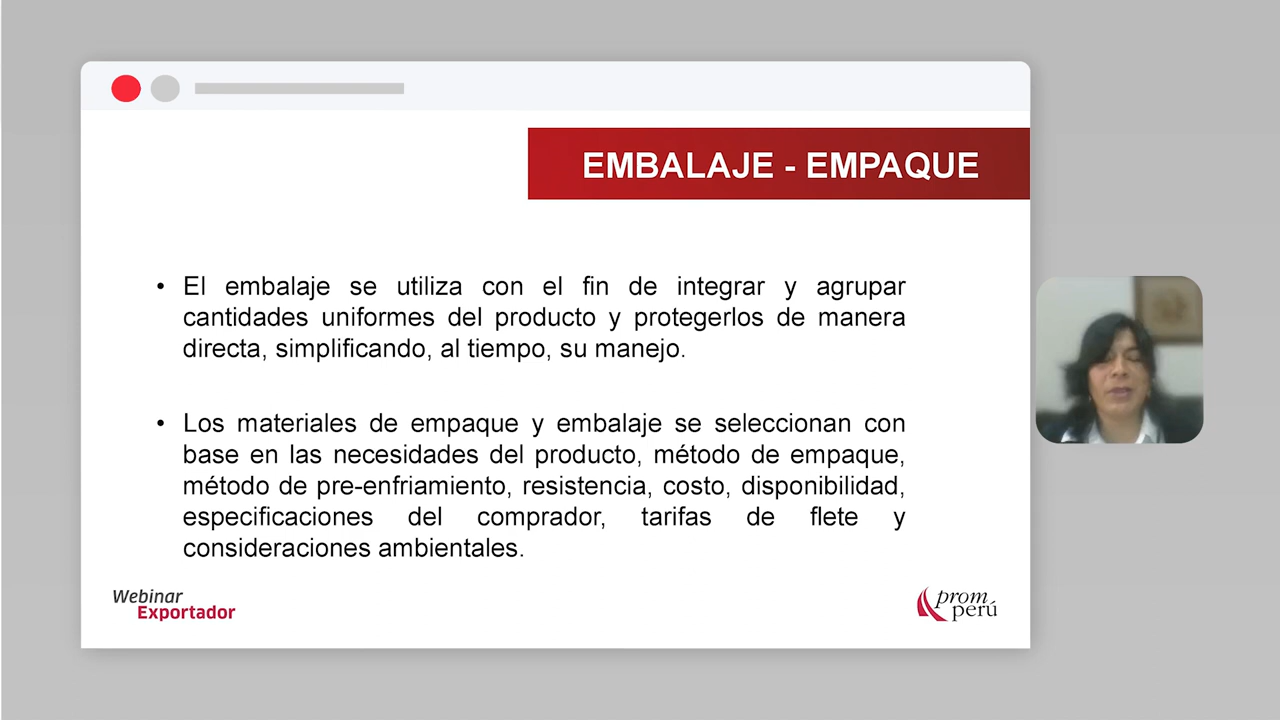 EMBALAJE - EMPAQUE
• El embalaje se utiliza con el fin de integrar y agrupar
cantidades uniformes del producto y protegerlos de manera
directa, simplificando, al tiempo, su manejo.
• Los materiales de empaque y embalaje se seleccionan con
base en las necesidades del producto, método de empaque,
método de pre-enfriamiento, resistencia, costo, disponibilidad,
especificaciones del comprador, tarifas de flete y
consideraciones ambientales.
Webinar
Exportador
prom
perú